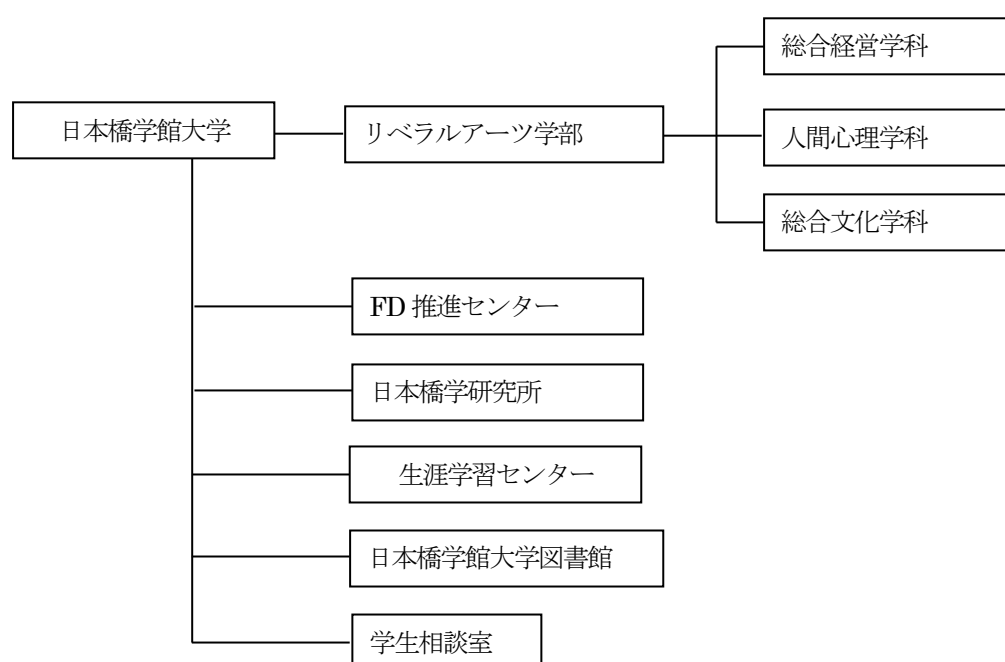 総合経営学科
日本橋学館大学
リベラルアーツ学部
人間心理学科
総合文化学科
FD 推進センター
日本橋学研究所
生涯学習センター
日本橋学館大学図書館
学生相談室